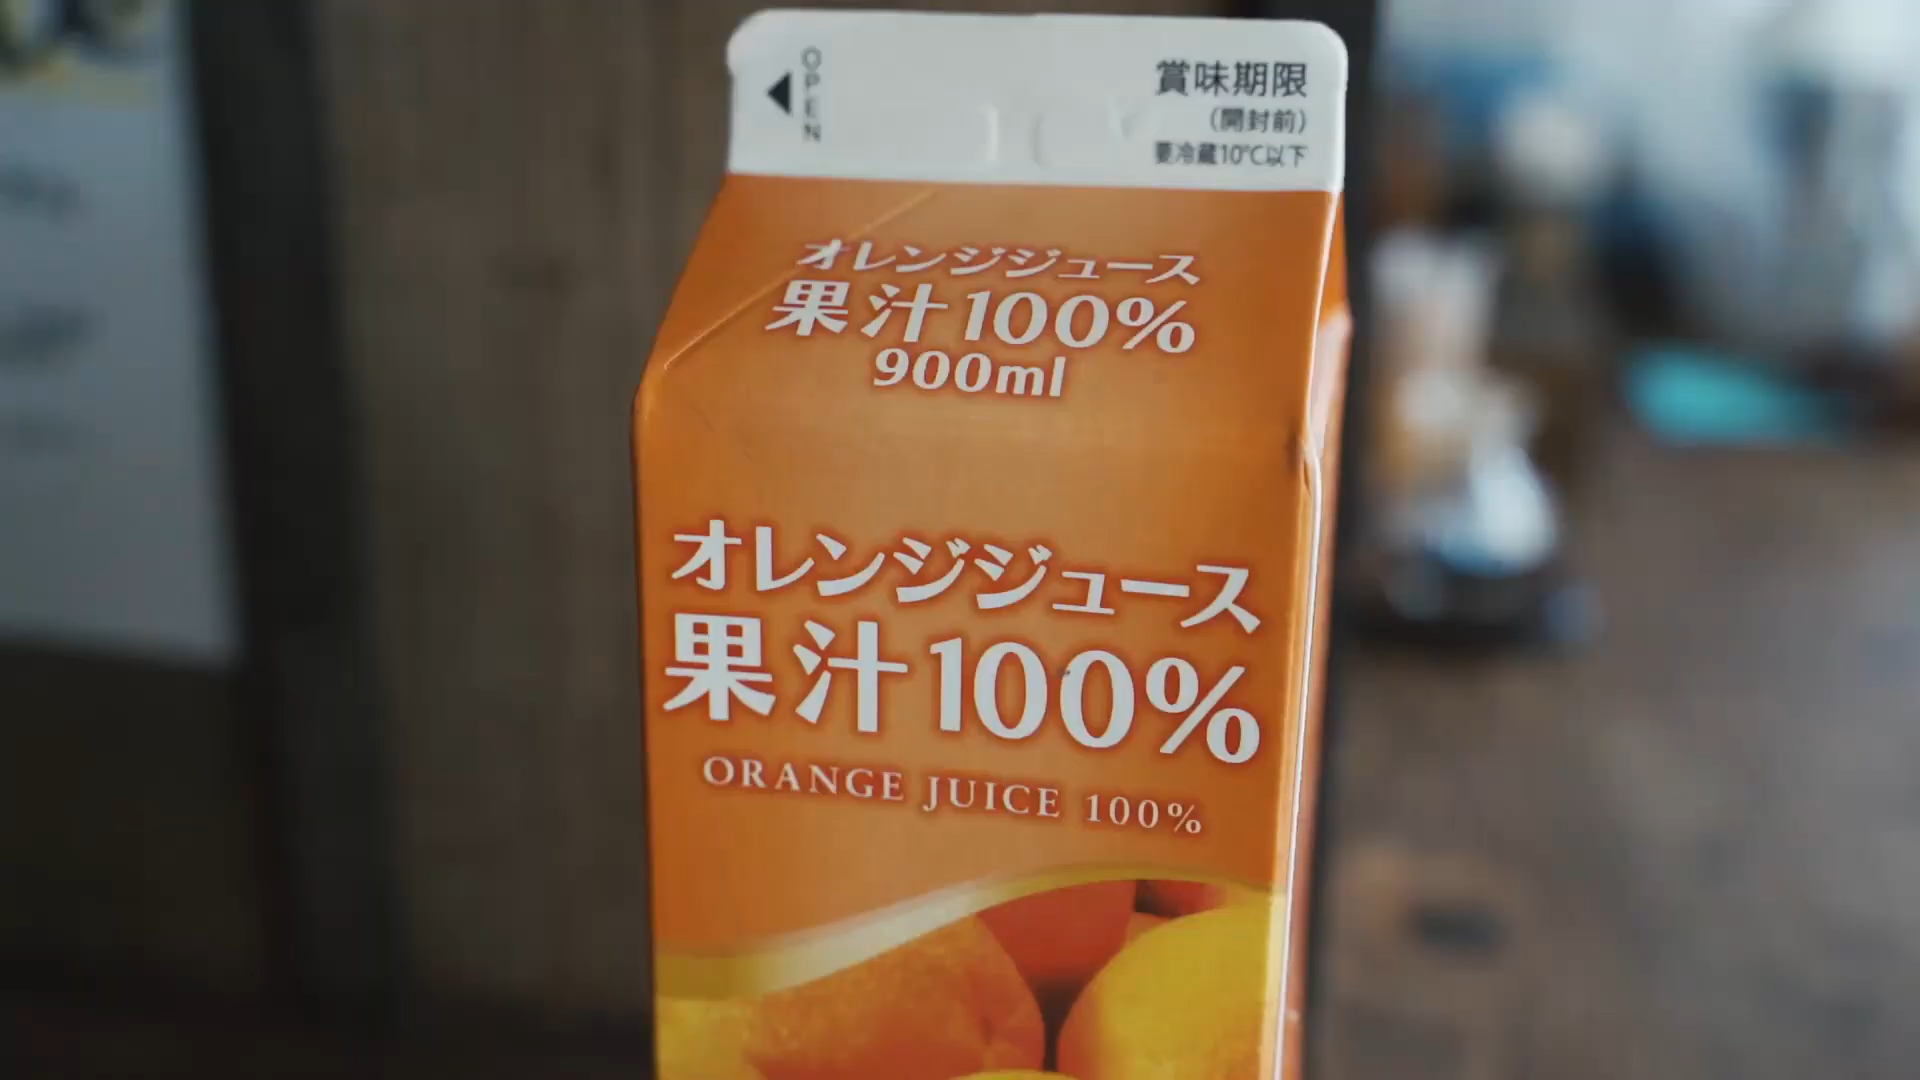 OPEN
賞味期限
(開封前)
要冷蔵10℃以下
オレンジジュース
果汁100%
900ml
オレンジジュース
果汁100%
ORANGE JUICE 100%